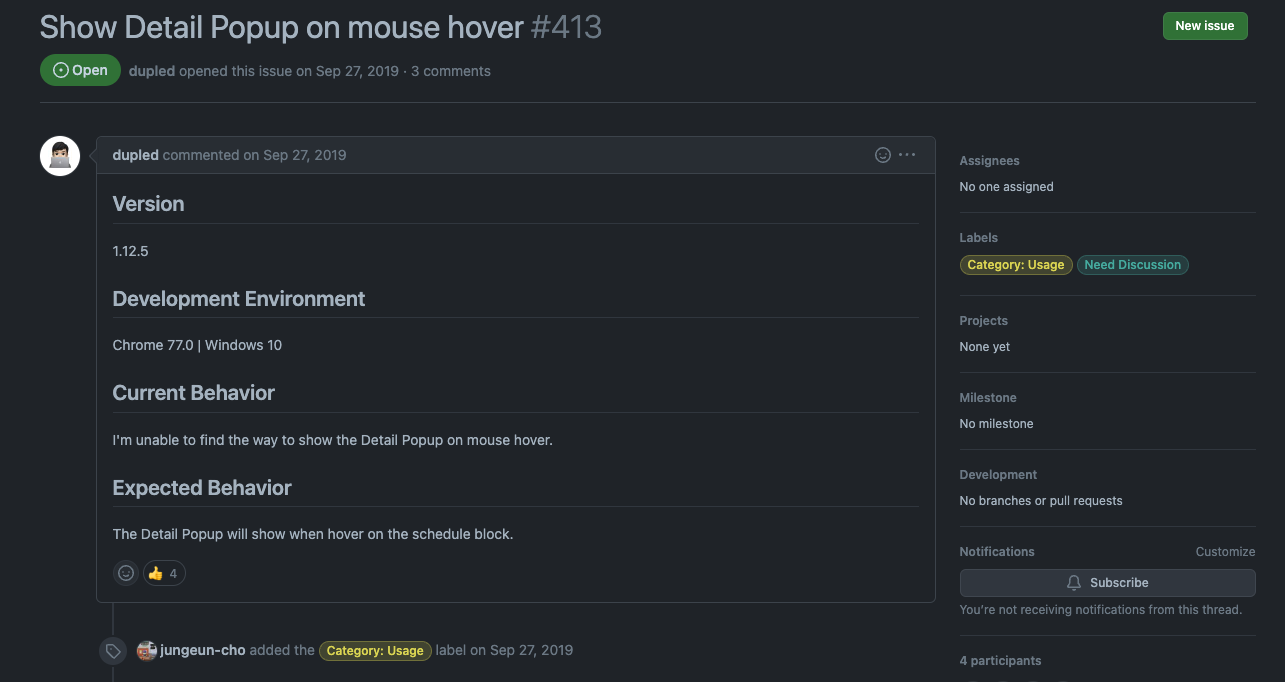 Show Detail Popup on mouse hover #413
New issue
Open
dupled opened this issue on Sep 27, 2019 · 3 comments
dupled commented on Sep 27, 2019
Version
1.12.5
Development Environment
Chrome 77.0 | Windows 10
Current Behavior
I'm unable to find the way to show the Detail Popup on mouse hover.
Expected Behavior
The Detail Popup will show when hover on the schedule block.
👍 4
jungeun-cho added the Category: Usage label on Sep 27, 2019
Assignees
No one assigned
Labels
Category: Usage Need Discussion
Projects
None yet
Milestone
No milestone
Development
No branches or pull requests
Notifications Customize
Subscribe
You're not receiving notifications from this thread.
4 participants